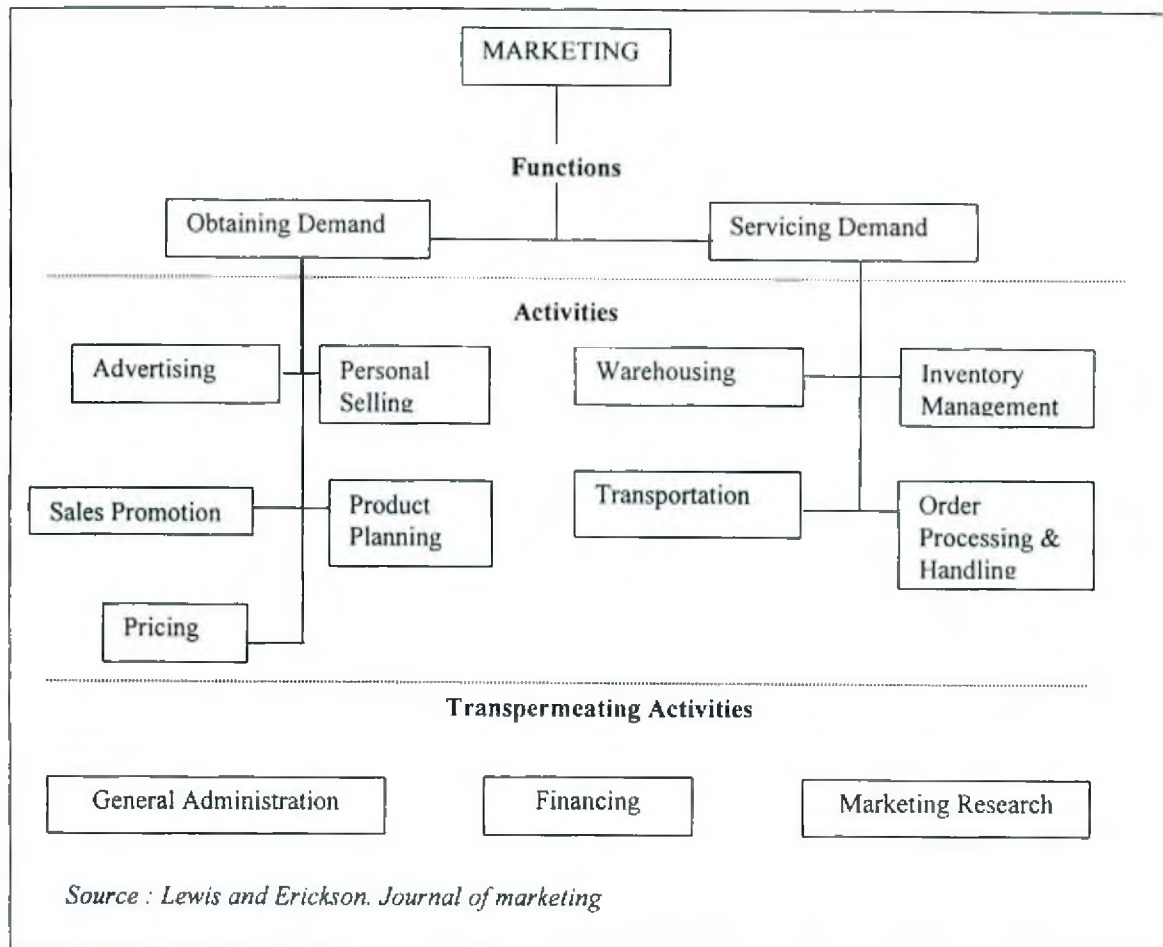 MARKETING
Functions
Obtaining Demand
Servicing Demand
Activities
Advertising
Personal
Selling
Warehousing
Inventory
Management
Sales Promotion
Product
Planning
Transportation
Order
Processing &
Handling
Pricing
Transpermeating Activities
General Administration
Financing
Marketing Research
Source : Lewis and Erickson. Journal of marketing